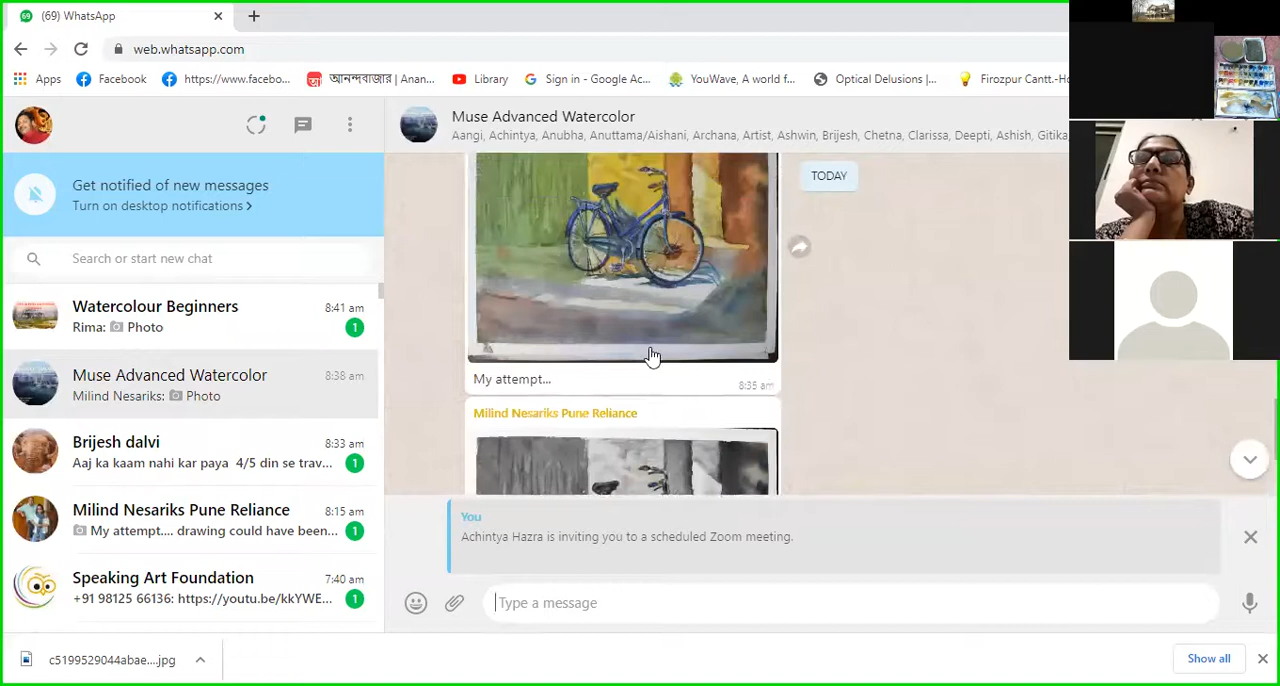 (69) WhatsApp
web.whatsapp.com
Apps
Facebook
https://www.facebo...
আনন্দবাজার | Anan...
Library
Sign in - Google Ac...
YouWave, A world f...
Optical Delusions |...
Firozpur Cantt.-Ho
Muse Advanced Watercolor
Aangi, Achintya, Anubha, Anuttama/Aishani, Archana, Artist, Ashwin, Brijesh, Chetna, Clarissa, Deepti, Ashish, Gitika,
Get notified of new messages
Turn on desktop notifications
Search or start new chat
Watercolour Beginners
8:41 am
Rima: Photo
1
Muse Advanced Watercolor
8:38 am
Milind Nesariks: Photo
Brijesh dalvi
8:33 am
Aaj ka kaam nahi kar paya 4/5 din se trav...
1
Milind Nesariks Pune Reliance
8:15 am
My attempt.... drawing could have been...
1
Speaking Art Foundation
7:40 am
+91 98125 66136: https://youtu.be/kkYWE...
1
TODAY
My attempt...
8:35 am
Milind Nesariks Pune Reliance
You
Achintya Hazra is inviting you to a scheduled Zoom meeting.
Type a message
c5199529044abae....jpg
Show all